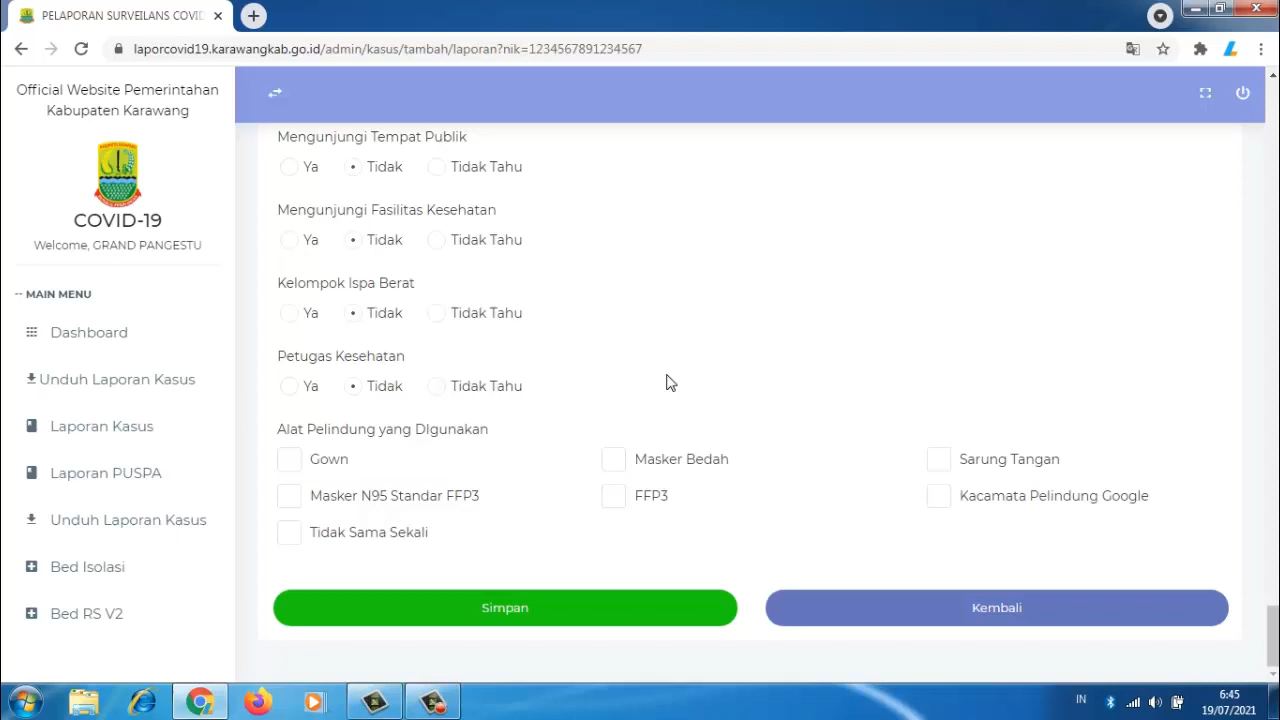 PELAPORAN SURVEILANS COVID
laporcovid19.karawangkab.go.id/admin/kasus/tambah/laporan?nik=1234567891234567
Official Website Pemerintahan
Kabupaten Karawang
COVID-19
Welcome, GRAND PANGESTU
-- MAIN MENU
Dashboard
Unduh Laporan Kasus
Laporan Kasus
Laporan PUSPA
Unduh Laporan Kasus
Bed Isolasi
Bed RS V2
Mengunjungi Tempat Publik
Ya Tidak Tidak Tahu
Mengunjungi Fasilitas Kesehatan
Ya Tidak Tidak Tahu
Kelompok Ispa Berat
Ya Tidak Tidak Tahu
Petugas Kesehatan
Ya Tidak Tidak Tahu
Alat Pelindung yang DIgunakan
Gown Masker Bedah Sarung Tangan
Masker N95 Standar FFP3 FFP3 Kacamata Pelindung Google
Tidak Sama Sekali
Simpan Kembali
IN 6:45
19/07/2021